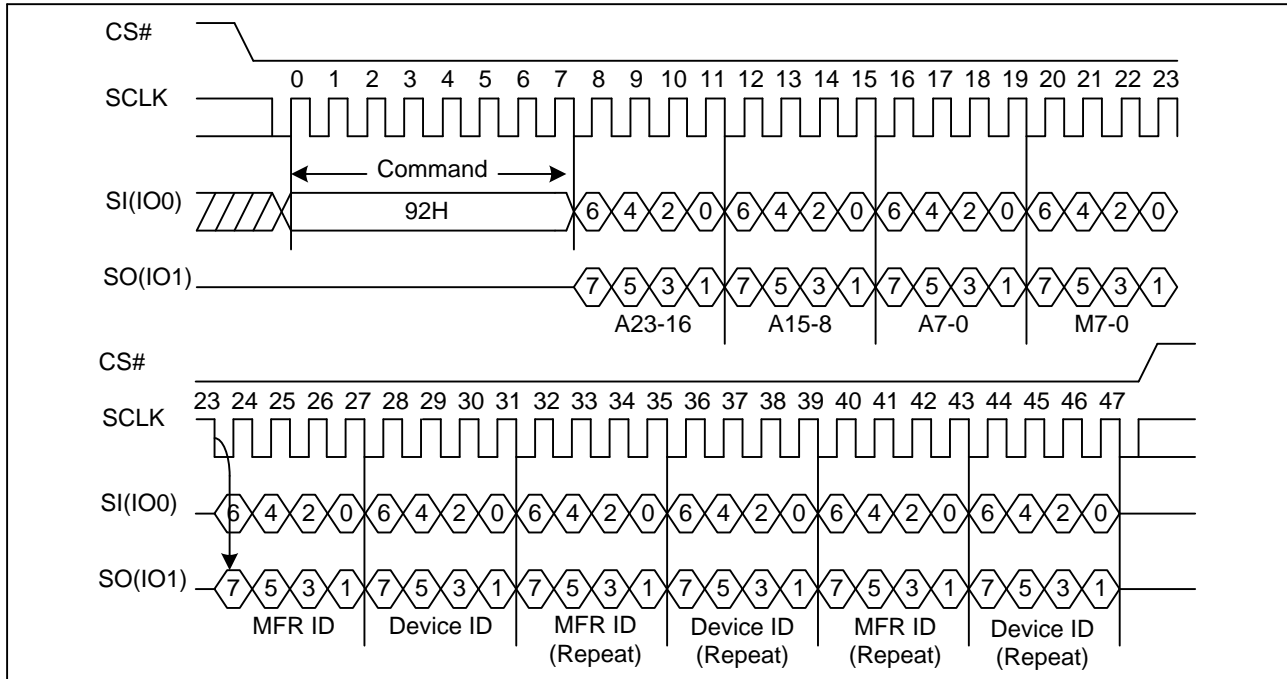 CS#
0 1 2 3 4 5 6 7 8 9 10 11 12 13 14 15 16 17 18 19 20 21 22 23
SCLK
Command
SI(IO0) 92H 6 4 2 0 6 4 2 0 6 4 2 0 6 4 2 0
SO(IO1) 7 5 3 1 7 5 3 1 7 5 3 1 7 5 3 1
A23-16 A15-8 A7-0 M7-0
CS#
23 24 25 26 27 28 29 30 31 32 33 34 35 36 37 38 39 40 41 42 43 44 45 46 47
SCLK
SI(IO0) 6 4 2 0 6 4 2 0 6 4 2 0 6 4 2 0 6 4 2 0 6 4 2 0
SO(IO1) 7 5 3 1 7 5 3 1 7 5 3 1 7 5 3 1 7 5 3 1 7 5 3 1
MFR ID Device ID MFR ID Device ID MFR ID Device ID
(Repeat) (Repeat) (Repeat) (Repeat)